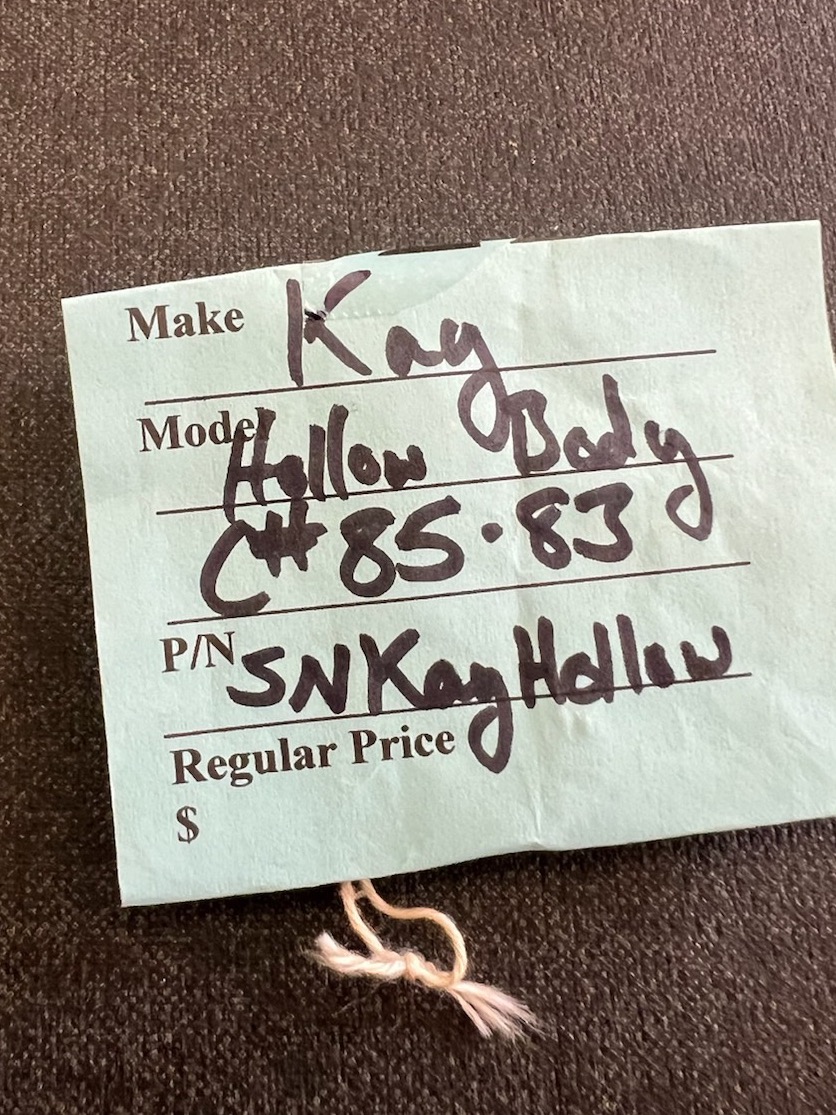 Make Kay
Model Hollow Body
C# 85.83
P/N SNKayHollow
Regular Price
$